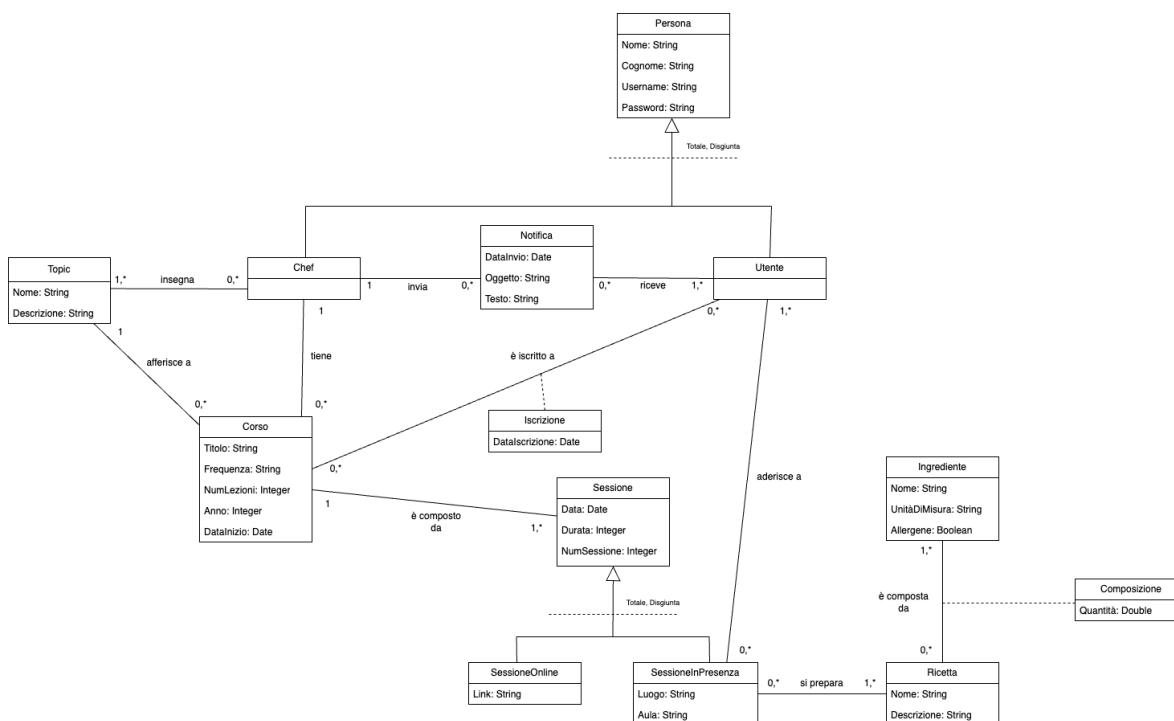 Persona
Nome: String
Cognome: String
Username: String
Password: String
Totale, Disgiunta
Notifica
DataInvio: Date
Oggetto: String
Testo: String
Topic
Nome: String
Descrizione: String
1,*
insegna
0,*
Chef
1
invia
0,*
0,*
riceve
1,*
Utente
1
1
0,*
1,*
afferisce a
tiene
è iscritto a
0,*
0,*
Corso
Titolo: String
Frequenza: String
NumLezioni: Integer
Anno: Integer
DataInizio: Date
Iscrizione
DataIscrizione: Date
0,*
1
è composto
da
1,*
Sessione
Data: Date
Durata: Integer
NumSessione: Integer
aderisce a
Ingrediente
Nome: String
UnitàDiMisura: String
Allergene: Boolean
1,*
è composta
da
Composizione
Quantità: Double
Totale, Disgiunta
0,*
0,*
SessioneOnline
Link: String
SessioneInPresenza
Luogo: String
Aula: String
0,*
si prepara
1,*
Ricetta
Nome: String
Descrizione: String